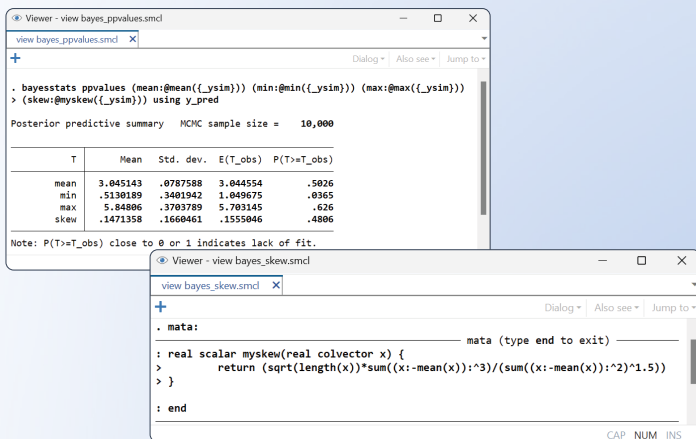 Viewer - view bayes_ppvalues.smcl
view bayes_ppvalues.smcl ×
+ Dialog Also see Jump to
. bayesstats ppvalues (mean:@mean({_ysim})) (min:@min({_ysim})) (max:@max({_ysim}))
> (skew:@myskew({_ysim})) using y_pred
Posterior predictive summary MCMC sample size = 10,000
T Mean Std. dev. E(T_obs) P(T>=T_obs)
mean 3.045143 .0787588 3.044554 .5026
min .5130189 .3401942 1.049675 .0365
max 5.84806 .3703789 5.703145 .626
skew .1471358 .1660461 .1555046 .4806
Note: P(T>=T_obs) close to 0 or 1 indicates lack of fit.
Viewer - view bayes_skew.smcl
view bayes_skew.smcl ×
+ Dialog Also see Jump to
. mata:
mata (type end to exit)
: real scalar myskew(real colvector x) {
> return (sqrt(length(x))*sum((x:-mean(x)):^3)/(sum((x:-mean(x)):^2)^1.5))
> }
: end
CAP NUM INS